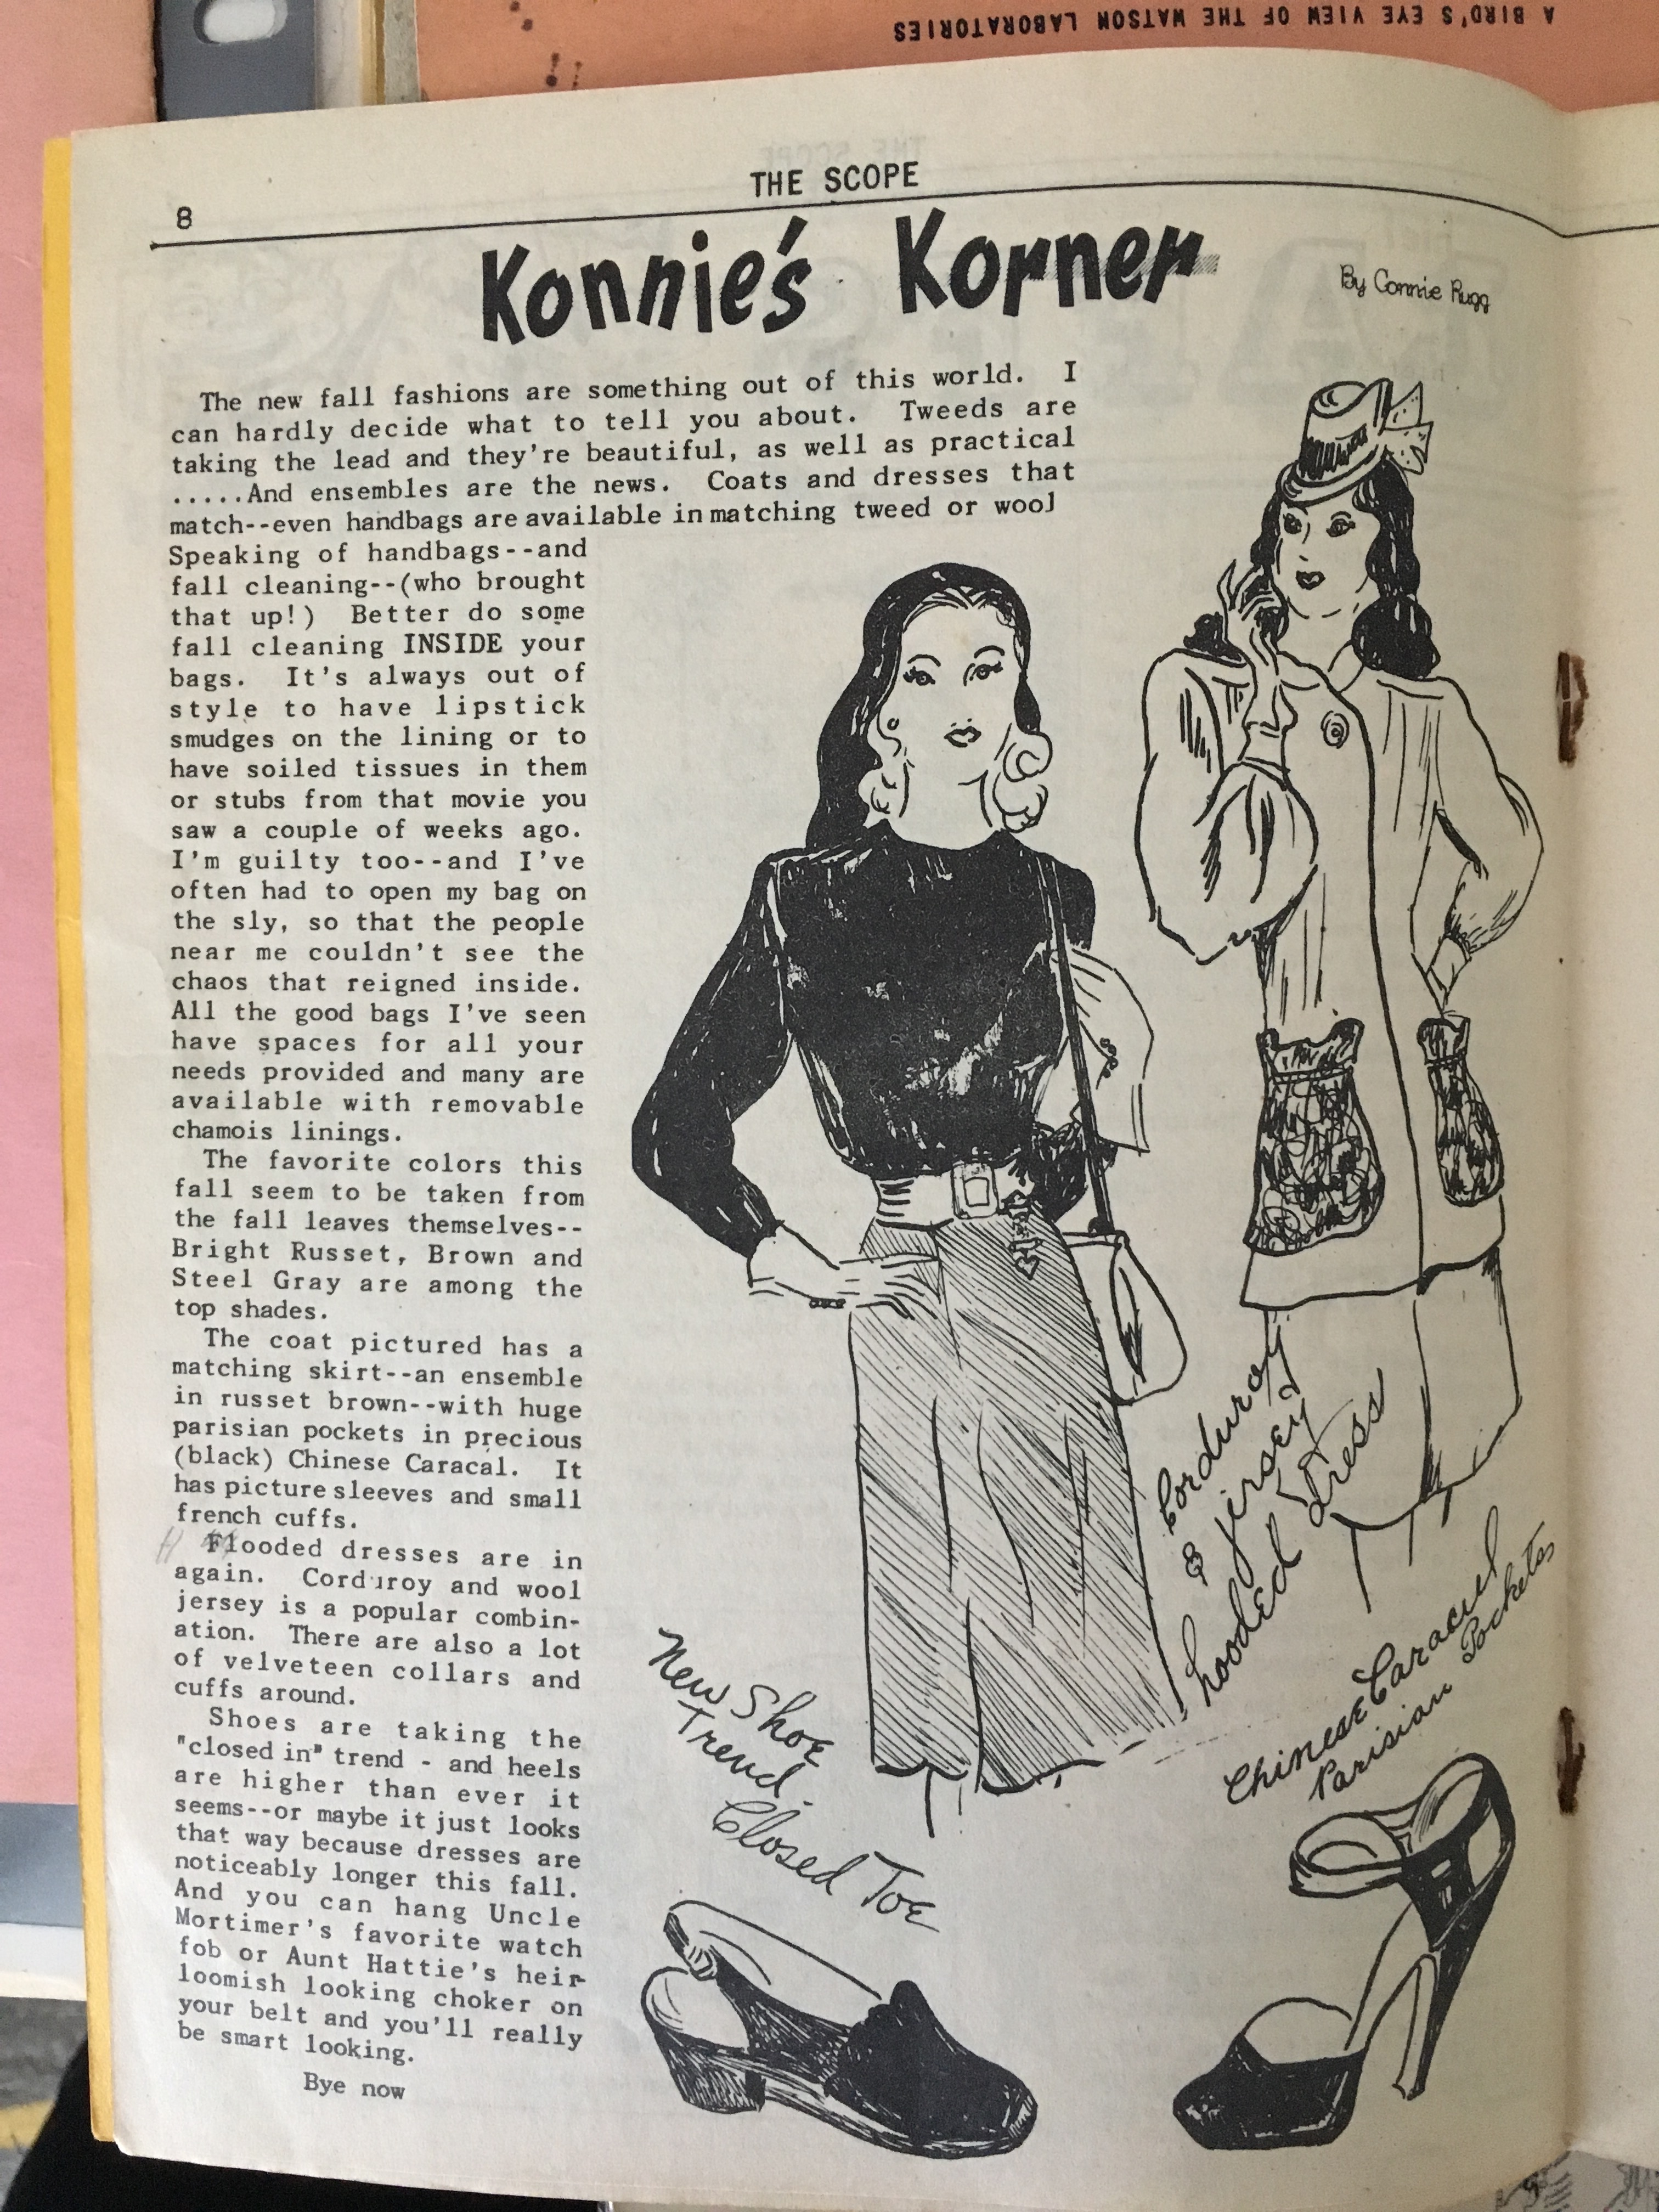 A BIRD'S EYE VIEW OF THE WATSON LABORATORIES
THE SCOPE
8
Konnie's Korner
By Connie Rugg
The new fall fashions are something out of this world. I
can hardly decide what to tell you about. Tweeds are
taking the lead and they're beautiful, as well as practical
.....And ensembles are the news. Coats and dresses that
match--even handbags are available in matching tweed or wool
Speaking of handbags--and
fall cleaning--(who brought
that up!) Better do some
fall cleaning INSIDE your
bags. It's always out of
style to have lipstick
smudges on the lining or to
have soiled tissues in them
or stubs from that movie you
saw a couple of weeks ago.
I'm guilty too--and I've
often had to open my bag on
the sly, so that the people
near me couldn't see the
chaos that reigned inside.
All the good bags I've seen
have spaces for all your
needs provided and many are
available with removable
chamois linings.
The favorite colors this
fall seem to be taken from
the fall leaves themselves--
Bright Russet, Brown and
Steel Gray are among the
top shades.
The coat pictured has a
matching skirt--an ensemble
in russet brown--with huge
parisian pockets in precious
(black) Chinese Caracal. It
has picture sleeves and small
french cuffs.
Flooded dresses are in
again. Corduroy and wool
jersey is a popular combin-
ation. There are also a lot
of velveteen collars and
cuffs around.
Shoes are taking the
"closed in" trend - and heels
are higher than ever it
seems--or maybe it just looks
that way because dresses are
noticeably longer this fall.
And you can hang Uncle
Mortimer's favorite watch
fob or Aunt Hattie's heir-
loomish looking choker on
your belt and you'll really
be smart looking.
Bye now
Corduroy
& jersey
hooded dress
Chinese Caracul
Parisian Pockets
New Shoe
Trend.
Closed Toe